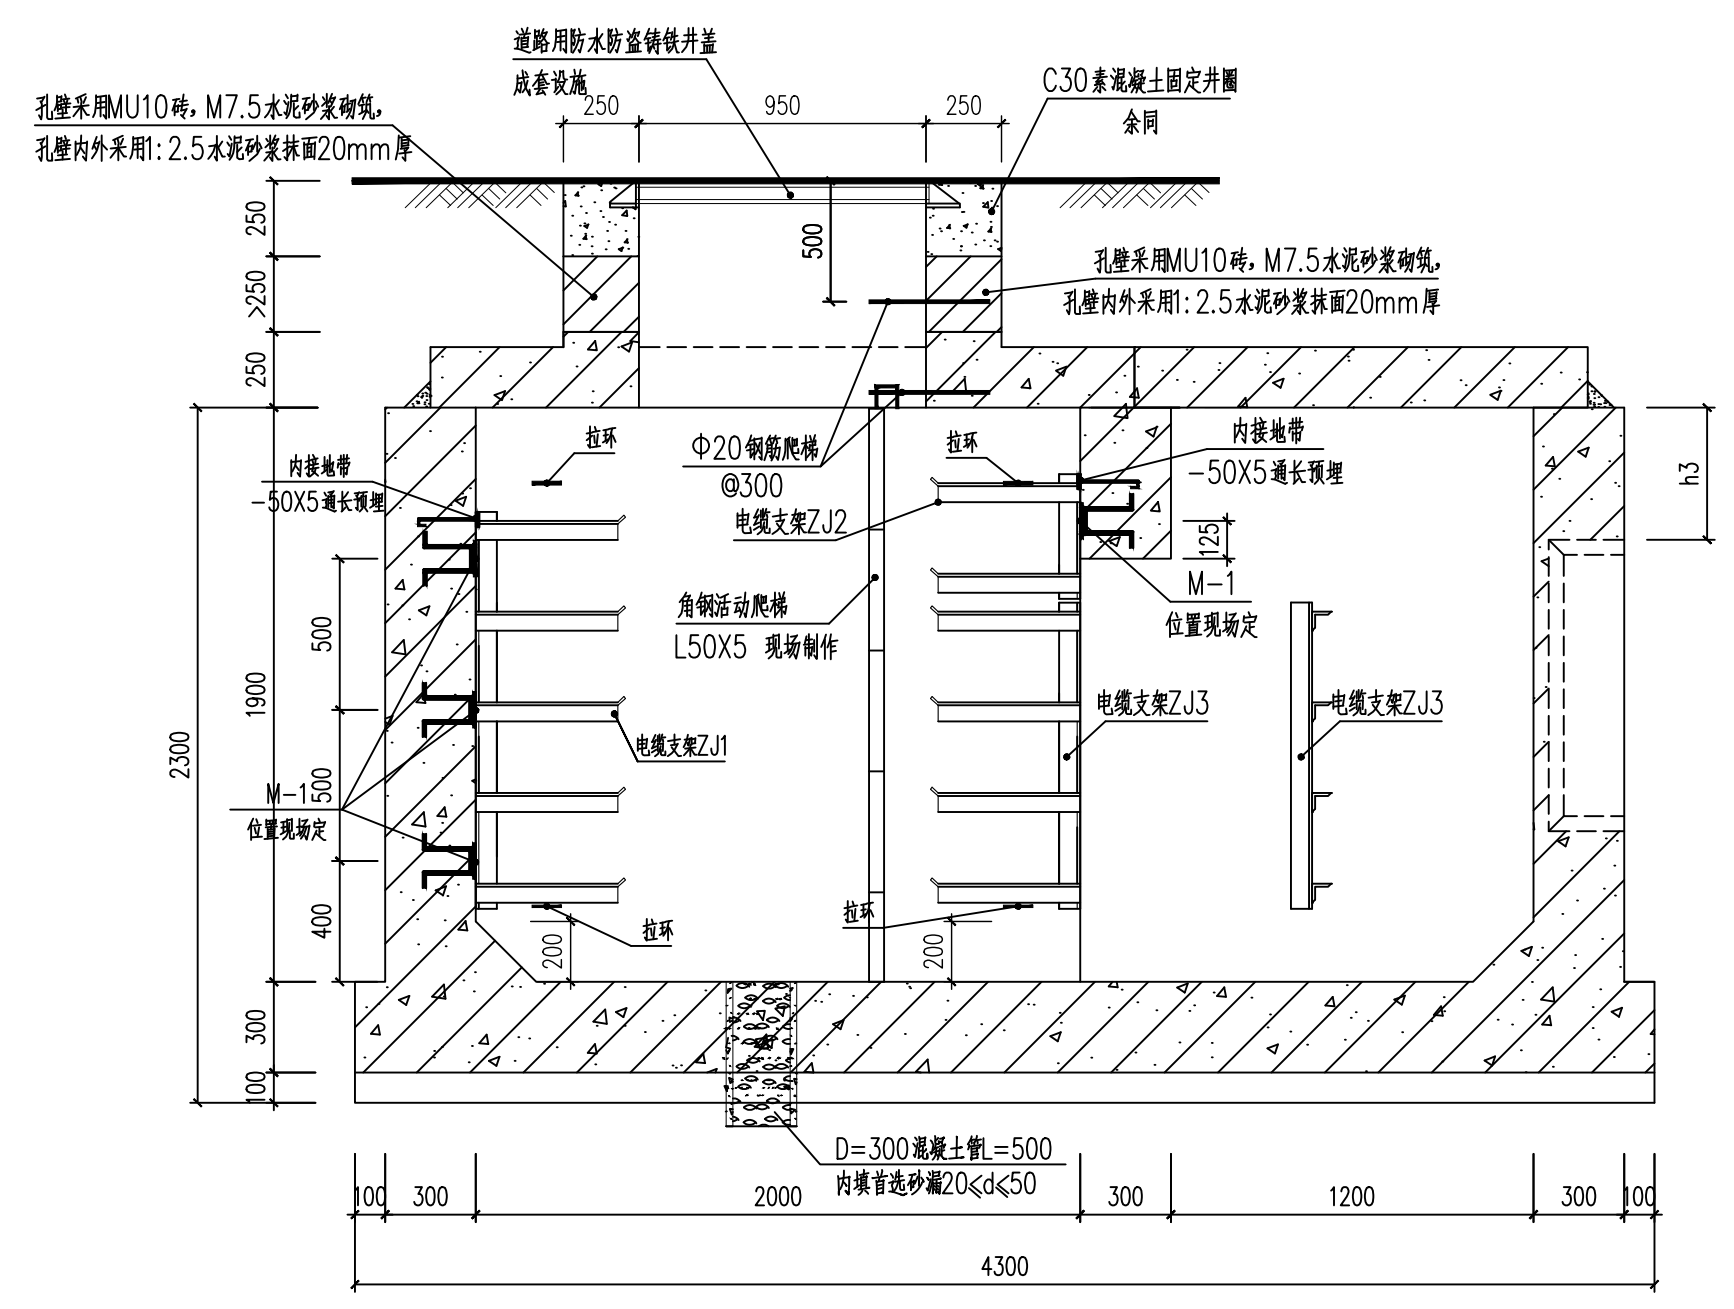 道路用防水防盗铸铁井盖
成套设施
C30素混凝土固定井圈
余同
孔壁采用MU10砖，M7.5水泥砂浆砌筑，
孔壁内外采用1：2.5水泥砂浆抹面20mm厚
250
950
250
250
>250
250
500
孔壁采用MU10砖，M7.5水泥砂浆砌筑，
孔壁内外采用1：2.5水泥砂浆抹面20mm厚
拉环
Φ20钢筋爬梯
@300
拉环
内接地带
-50X5通长预埋
内接地带
-50X5通长预埋
h3
电缆支架ZJ2
125
M-1
位置现场定
角钢活动爬梯
L50X5 现场制作
500
1900
2300
电缆支架ZJ1
电缆支架ZJ3
电缆支架ZJ3
M-1
500
位置现场定
400
拉环
200
拉环
200
300
100
D=300混凝土管L=500
内填首选砂漏20≤d≤50
100
300
2000
300
1200
300
100
4300